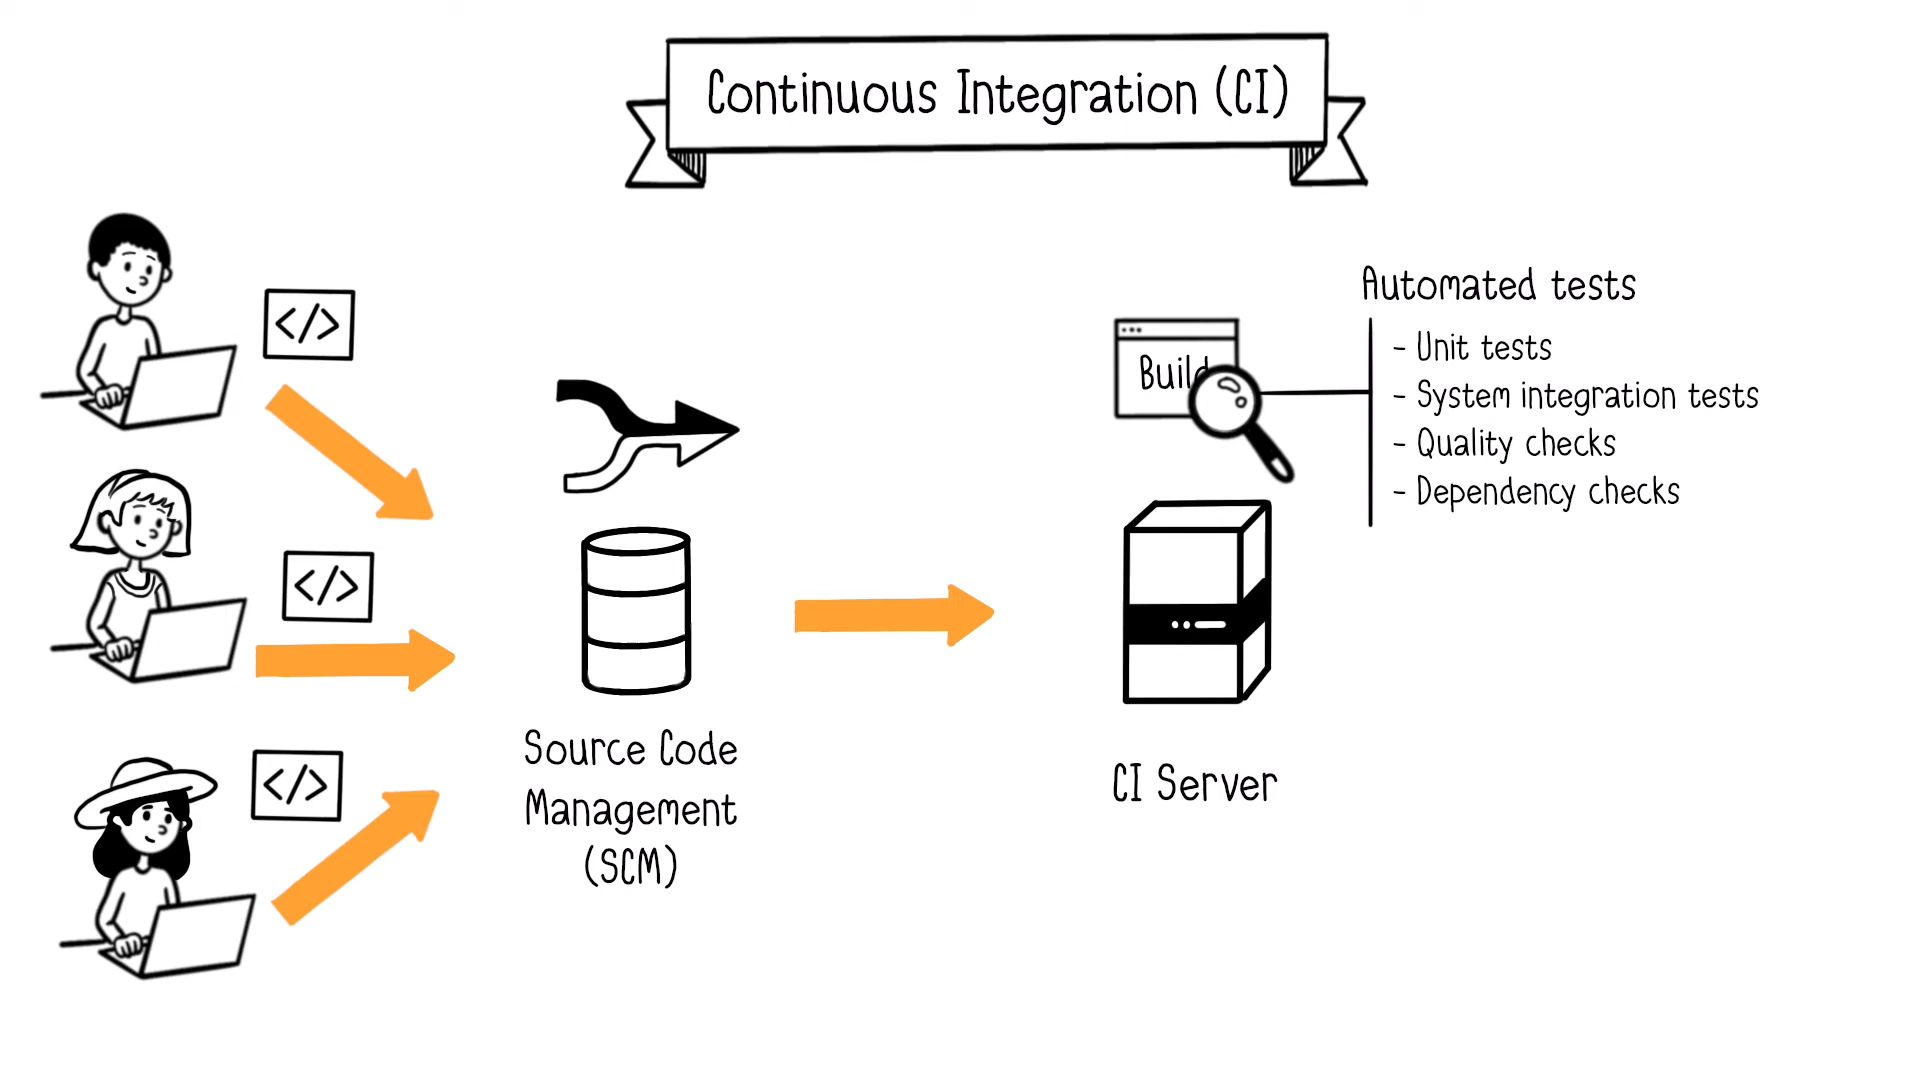 Continuous Integration (CI)
</>
</>
</>
Source Code
Management
(SCM)
Build
Automated tests
- Unit tests
- System integration tests
- Quality checks
- Dependency checks
CI Server